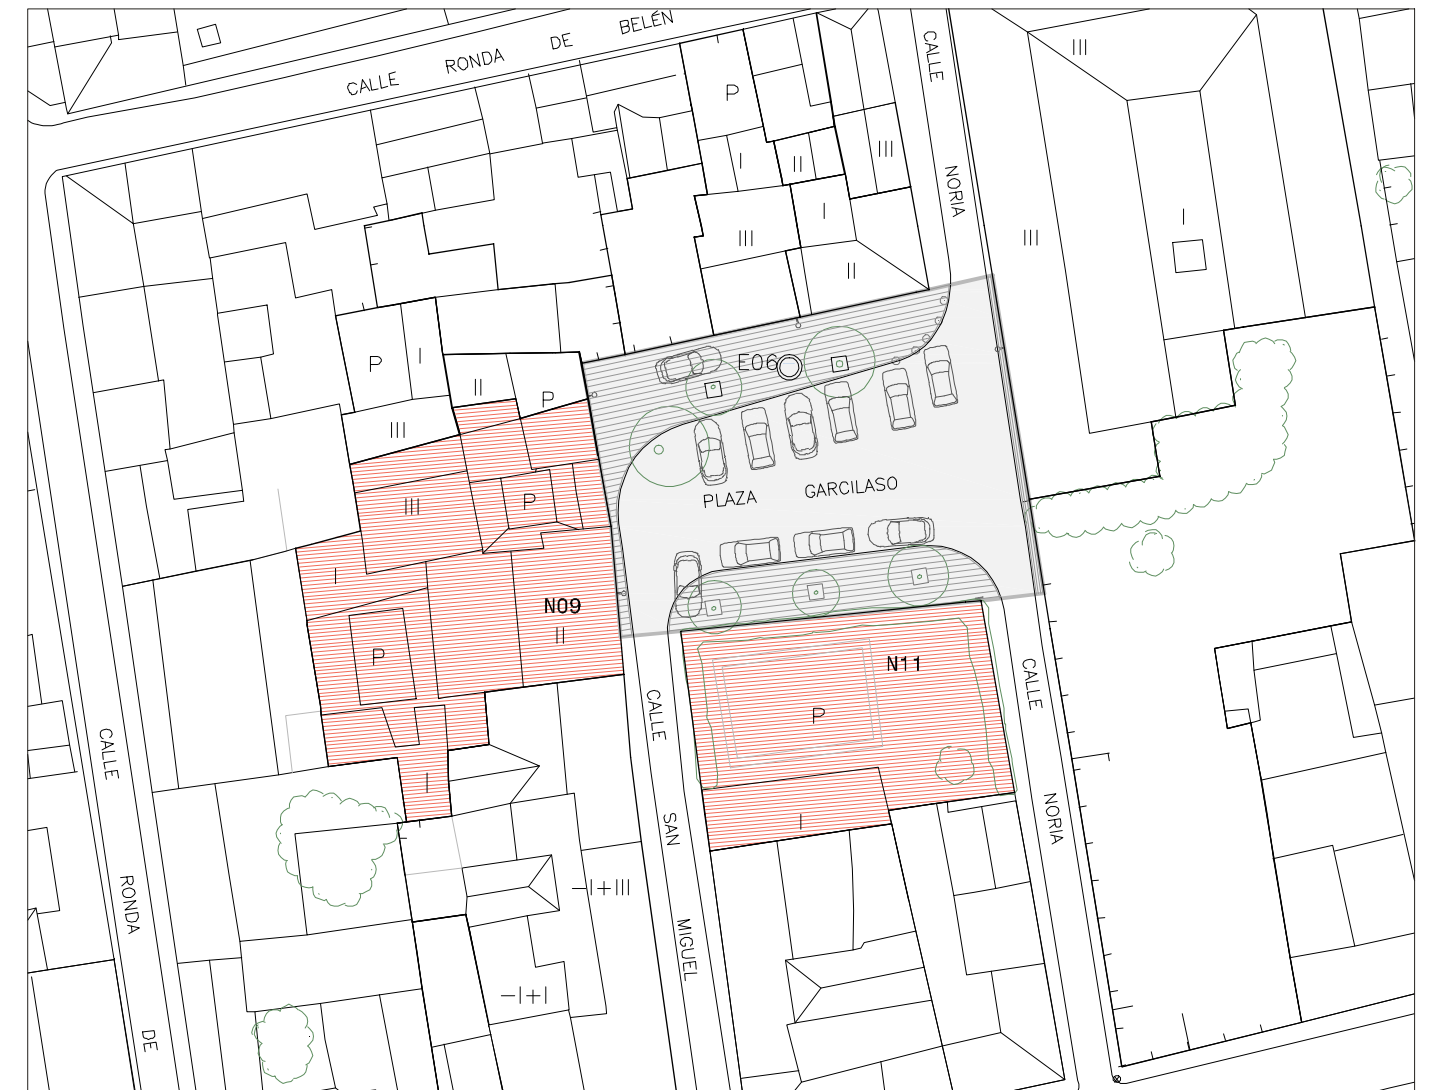 CALLE RONDA DE BELÉN
CALLE NORIA
III
P
I
II
III
I
III
I
III
II
P
I
II
P
III
E06
PLAZA GARCILASO
III
P
I
N09
II
P
I
N11
P
I
CALLE SAN MIGUEL
CALLE NORIA
CALLE RONDA DE
-I+III
-I+I